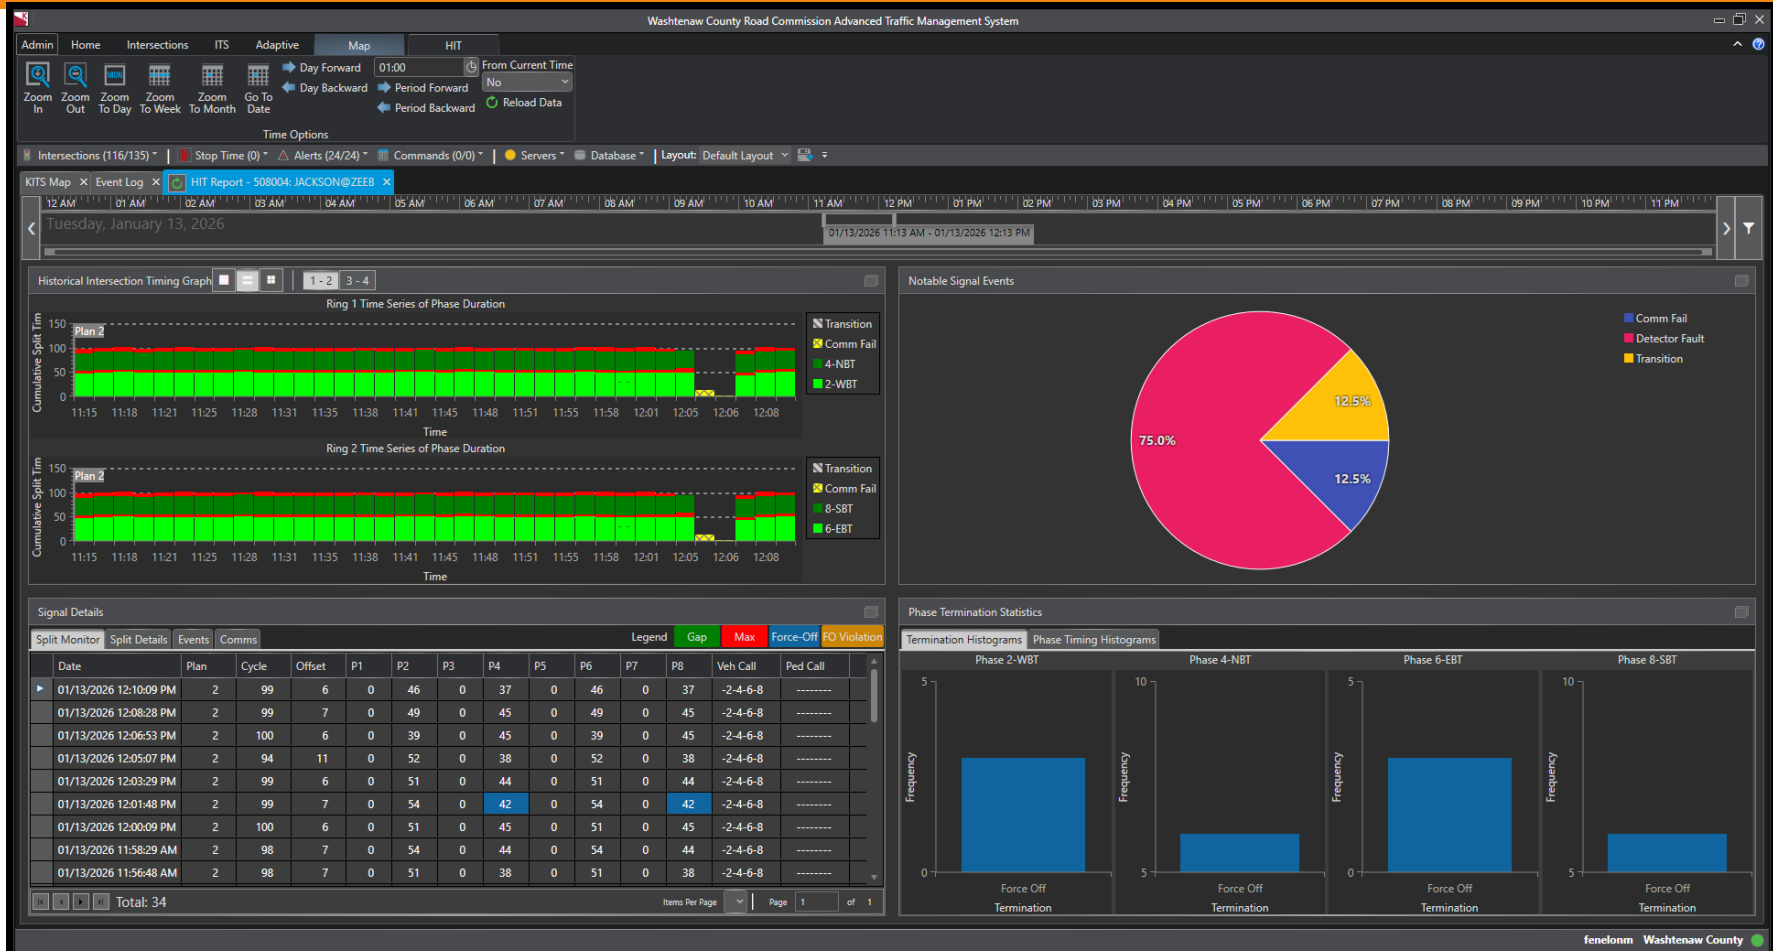 Washtenaw County Road Commission Advanced Traffic Management System
Admin Home Intersections ITS Adaptive Map HIT
Zoom In
Zoom Out
Zoom To Day
Zoom To Week
Zoom To Month
Go To Date
MON
Day Forward
Day Backward
01:00
Period Forward
Period Backward
From Current Time
No
Reload Data
Time Options
Intersections (116/135) Stop Time (0) Alerts (24/24) Commands (0/0) Servers Database Layout: Default Layout
KITS Map Event Log HIT Report - 508004: JACKSON@ZEEB
12 AM 01 AM 02 AM 03 AM 04 AM 05 AM 06 AM 07 AM 08 AM 09 AM 10 AM 11 AM 12 PM 01 PM 02 PM 03 PM 04 PM 05 PM 06 PM 07 PM 08 PM 09 PM 10 PM 11 PM
Tuesday, January 13, 2026
01/13/2026 11:13 AM - 01/13/2026 12:13 PM
Historical Intersection Timing Graph 1 - 2 3 - 4
Ring 1 Time Series of Phase Duration
Cumulative Split Tim
150
100
50
0
Plan 2
11:15 11:18 11:21 11:25 11:28 11:31 11:35 11:38 11:41 11:45 11:48 11:51 11:55 11:58 12:01 12:05 12:06 12:08
Time
Transition
Comm Fail
4-NBT
2-WBT
Ring 2 Time Series of Phase Duration
Cumulative Split Tim
150
100
50
0
Plan 2
11:15 11:18 11:21 11:25 11:28 11:31 11:35 11:38 11:41 11:45 11:48 11:51 11:55 11:58 12:01 12:05 12:06 12:08
Time
Transition
Comm Fail
8-SBT
6-EBT
Notable Signal Events
75.0%
12.5%
12.5%
Comm Fail
Detector Fault
Transition
Signal Details
Split Monitor Split Details Events Comms Legend Gap Max Force-Off FO Violation
Date Plan Cycle Offset P1 P2 P3 P4 P5 P6 P7 P8 Veh Call Ped Call
01/13/2026 12:10:09 PM 2 99 6 0 46 0 37 0 46 0 37 -2-4-6-8 --------
01/13/2026 12:08:28 PM 2 99 7 0 49 0 45 0 49 0 45 -2-4-6-8 --------
01/13/2026 12:06:53 PM 2 100 6 0 39 0 45 0 39 0 45 -2-4-6-8 --------
01/13/2026 12:05:07 PM 2 94 11 0 52 0 38 0 52 0 38 -2-4-6-8 --------
01/13/2026 12:03:29 PM 2 99 6 0 51 0 44 0 51 0 44 -2-4-6-8 --------
01/13/2026 12:01:48 PM 2 99 7 0 54 0 42 0 54 0 42 -2-4-6-8 --------
01/13/2026 12:00:09 PM 2 100 6 0 51 0 45 0 51 0 45 -2-4-6-8 --------
01/13/2026 11:58:29 AM 2 98 7 0 54 0 44 0 54 0 44 -2-4-6-8 --------
01/13/2026 11:56:48 AM 2 98 7 0 51 0 38 0 51 0 38 -2-4-6-8 --------
Total: 34 Items Per Page Page 1 of 1
Phase Termination Statistics
Termination Histograms Phase Timing Histograms
Phase 2-WBT
5
0
Frequency
Force Off
Termination
Phase 4-NBT
10
5
Frequency
Force Off
Termination
Phase 6-EBT
5
0
Frequency
Force Off
Termination
Phase 8-SBT
10
5
Frequency
Force Off
Termination
fenelonm Washtenaw County